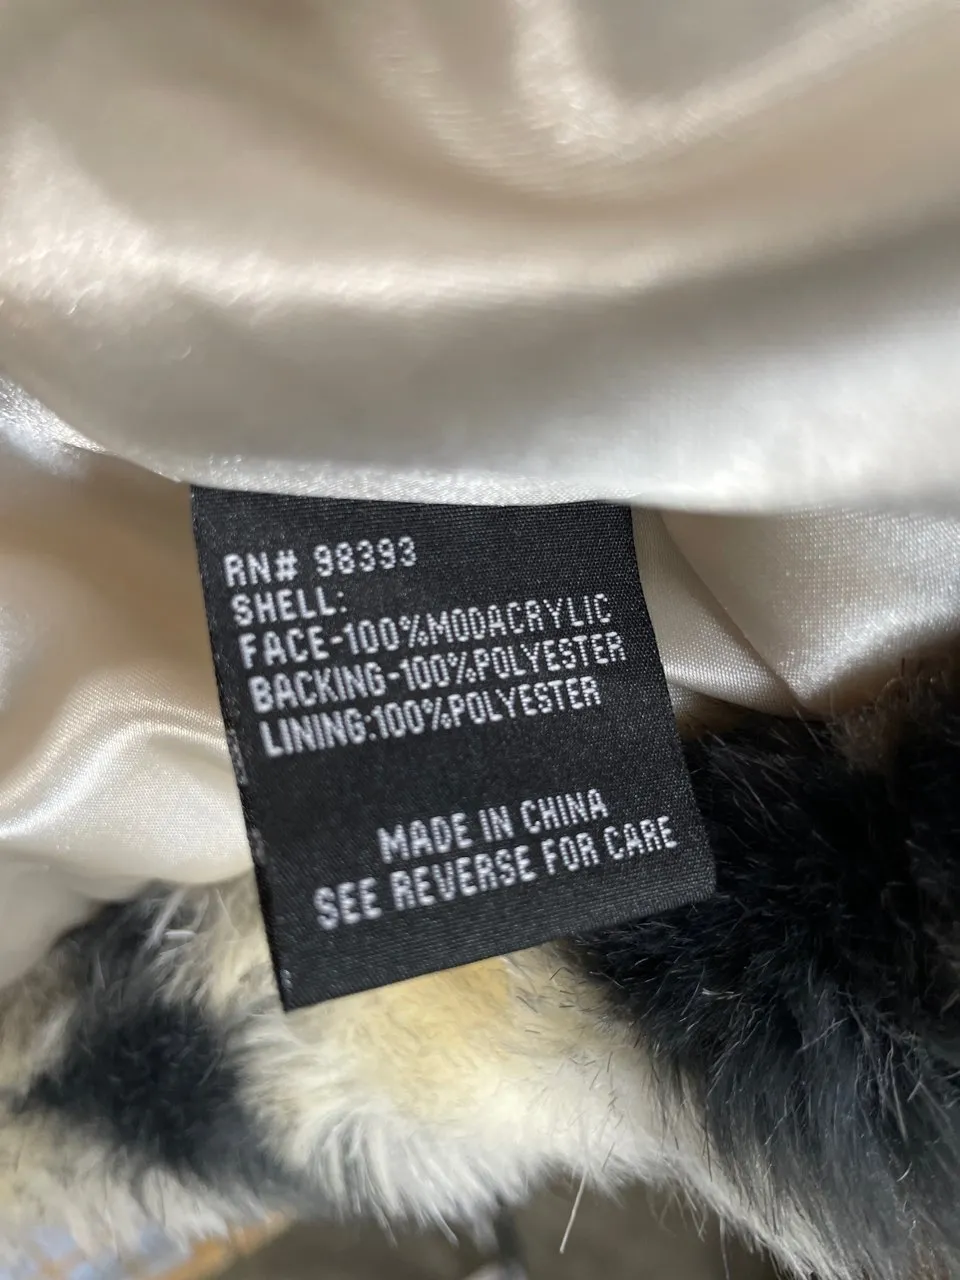 RN# 98393
SHELL:
FACE-100%MODACRYLIC
BACKING-100%POLYESTER
LINING:100%POLYESTER
MADE IN CHINA
SEE REVERSE FOR CARE